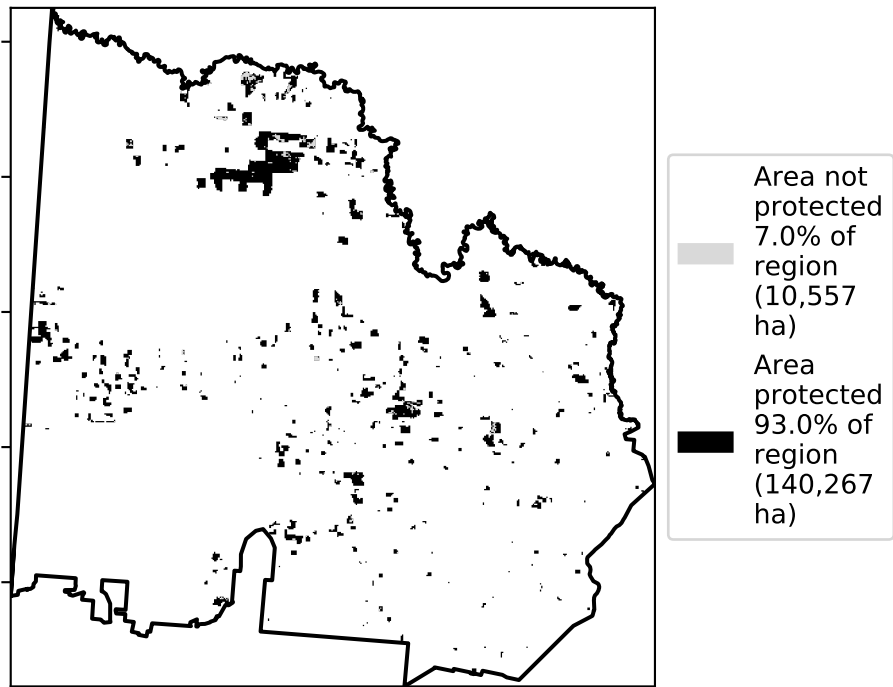 Area not
protected
7.0% of
region
(10,557
ha)
Area
protected
93.0% of
region
(140,267
ha)